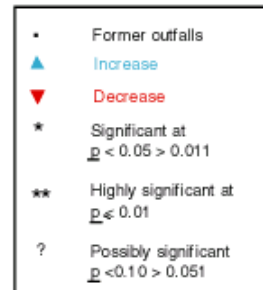 • Former outfalls
▲ Increase
▼ Decrease
* Significant at
p < 0.05 > 0.011
** Highly significant at
p ⩽ 0.01
? Possibly significant
p <0.10 > 0.051